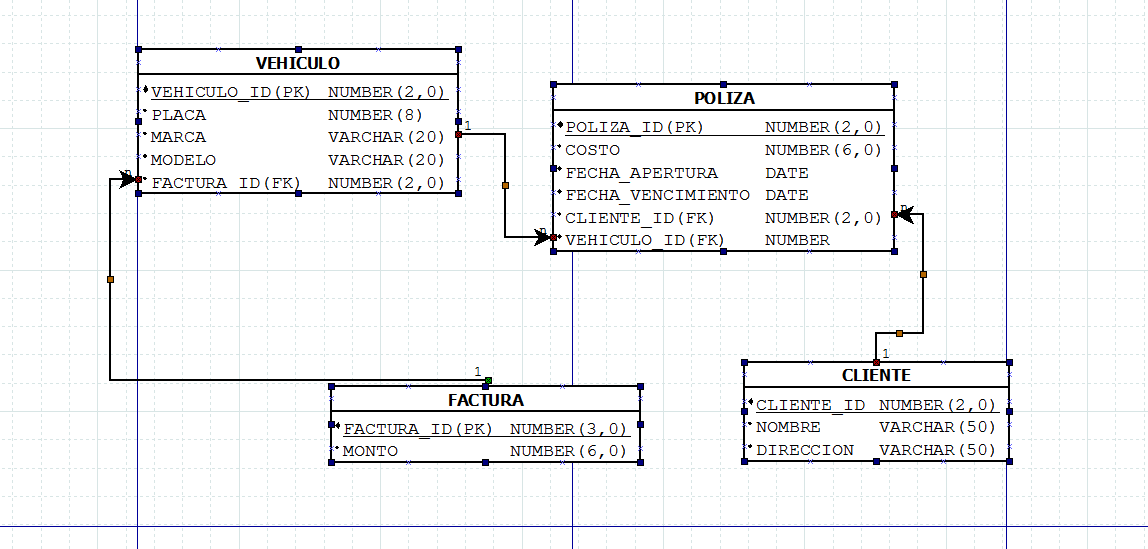 VEHICULO
VEHICULO_ID(PK) NUMBER(2,0)
PLACA NUMBER(8)
MARCA VARCHAR(20)
MODELO VARCHAR(20)
FACTURA_ID(FK) NUMBER(2,0)
1
n
n
POLIZA
POLIZA_ID(PK) NUMBER(2,0)
COSTO NUMBER(6,0)
FECHA_APERTURA DATE
FECHA_VENCIMIENTO DATE
CLIENTE_ID(FK) NUMBER(2,0)
VEHICULO_ID(FK) NUMBER
n
1
FACTURA
FACTURA_ID(PK) NUMBER(3,0)
MONTO NUMBER(6,0)
1
CLIENTE
CLIENTE_ID NUMBER(2,0)
NOMBRE VARCHAR(50)
DIRECCION VARCHAR(50)